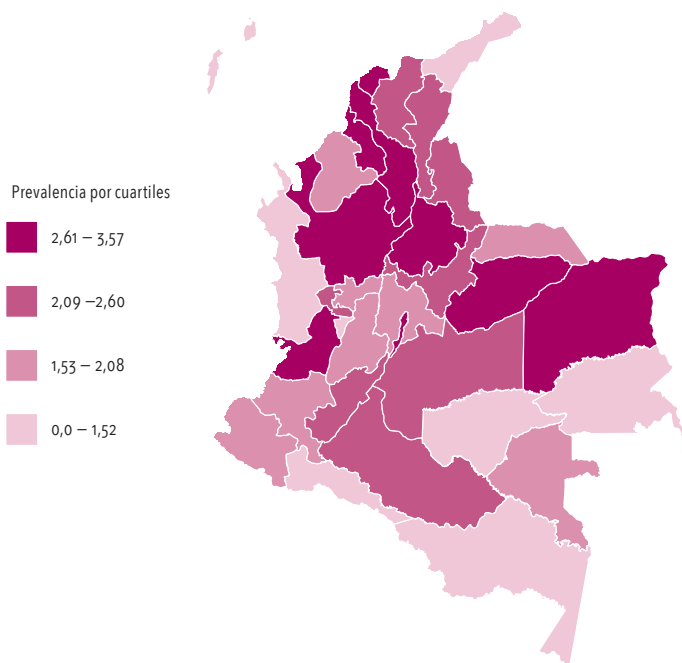 Prevalencia por cuartiles
2,61 – 3,57
2,09 –2,60
1,53 – 2,08
0,0 – 1,52